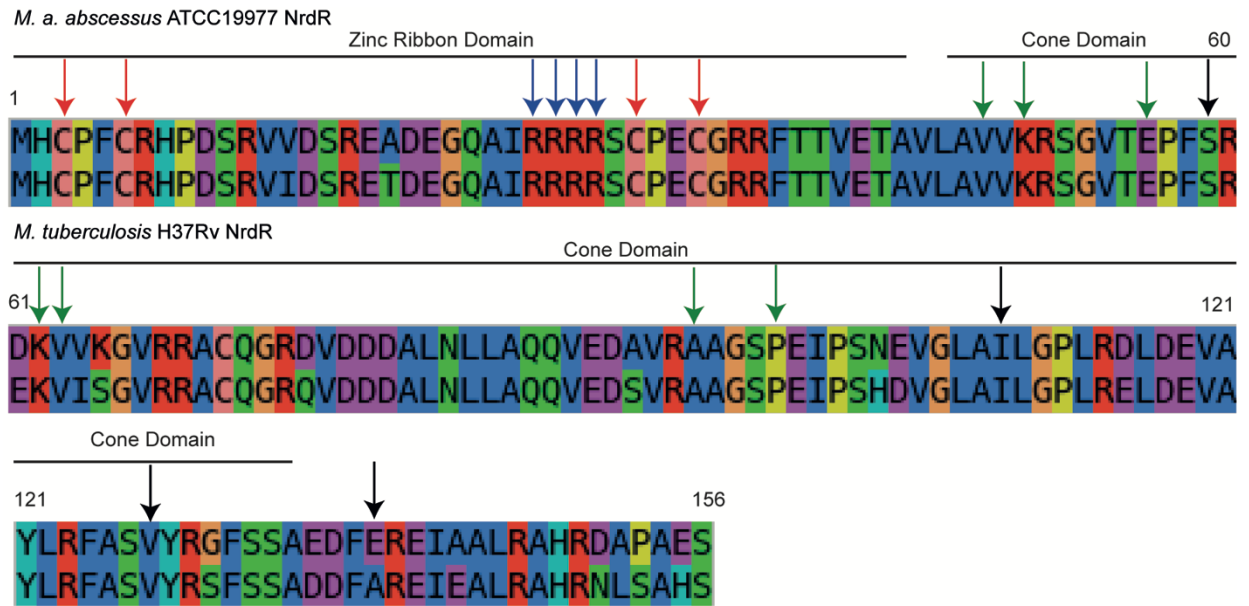 M. a. abscessus ATCC19977 NrdR
Zinc Ribbon Domain Cone Domain 60
1
MHCPFCRHPDSRVVDSREADEGQAIRRRRSCPECGRRFTTVETAVLAVVKRSGVTEPFSR
MHCPFCRHPDSRVIDSRETDEGQAIRRRRSCPECGRRFTTVETAVLAVVKRSGVTEPFSR
M. tuberculosis H37Rv NrdR
Cone Domain
61 121
DKVVKGVRRACQGRDVDDDALNLLAQQVEDAVRAAGSPEIPSNEVGLAILGPLRDLDEVA
EKVISGVRRACQGRQVDDDALNLLAQQVEDSVRAAGSPEIPSHDVGLAILGPLRELDEVA
Cone Domain
121 156
YLRFASVYRGFSSAEDFEREIAALRAHRDAPAES
YLRFASVYRSFSSADDFAREIEALRAHRNLSAHS